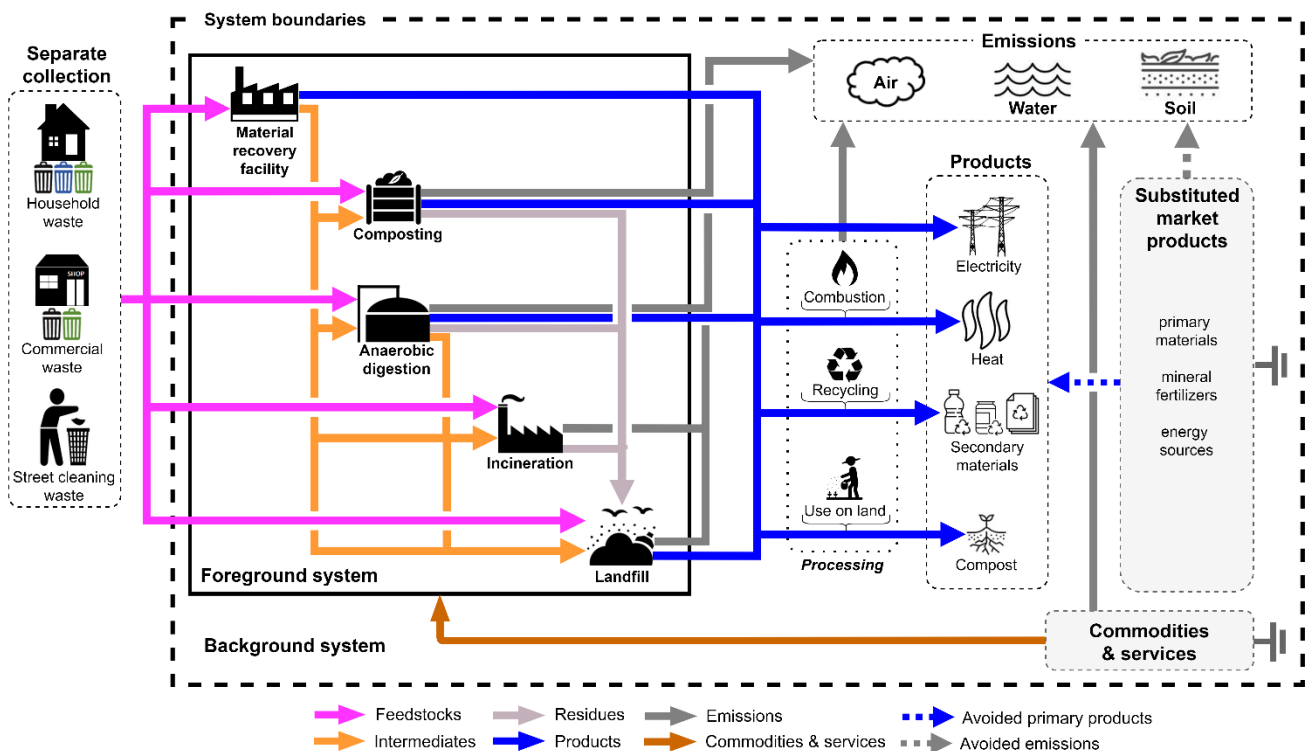 System boundaries
Separate
collection
Household
waste
SHOP
Commercial
waste
Street cleaning
waste
Material
recovery
facility
Composting
Anaerobic
digestion
Incineration
Landfill
Foreground system
Background system
Emissions
Air
Water
Soil
Combustion
Recycling
Use on land
Processing
Products
Electricity
Heat
Secondary
materials
Compost
Substituted
market
products
primary
materials
mineral
fertilizers
energy
sources
Commodities
& services
Feedstocks
Residues
Emissions
Avoided primary products
Intermediates
Products
Commodities & services
Avoided emissions